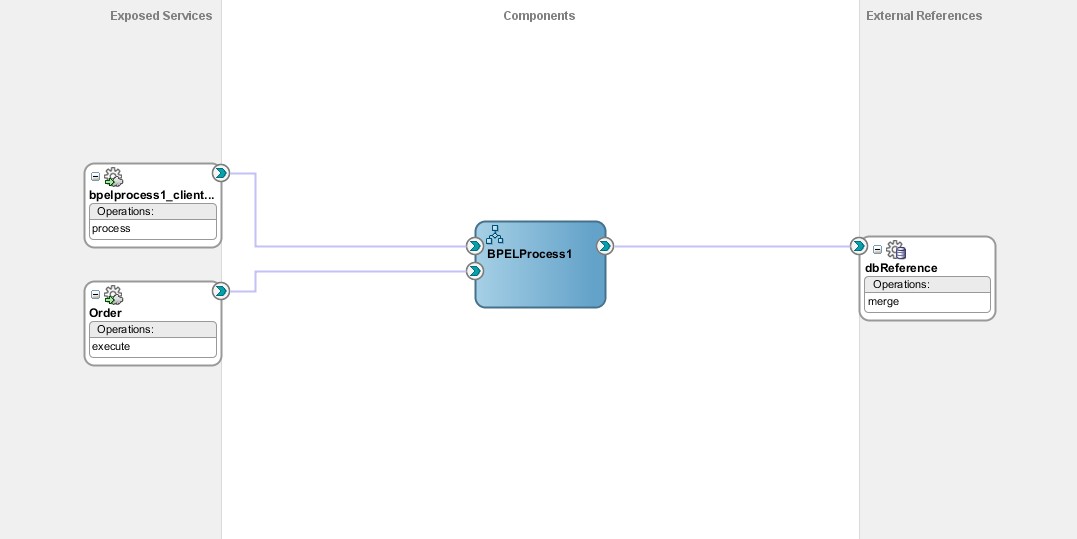 Exposed Services
Components
External References
bpelprocess1_client...
Operations:
process
Order
Operations:
execute
BPELProcess1
dbReference
Operations:
merge